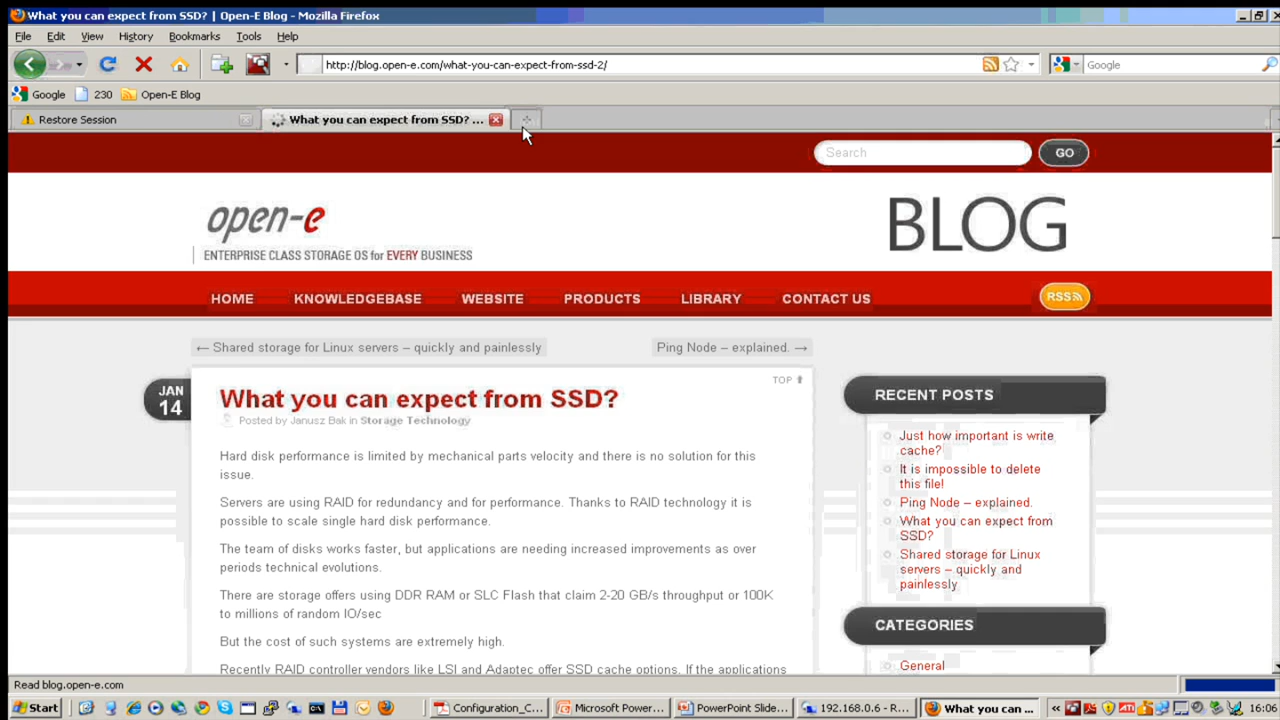 What you can expect from SSD? | Open-E Blog - Mozilla Firefox
File Edit View History Bookmarks Tools Help
http://blog.open-e.com/what-you-can-expect-from-ssd-2/
Google
Google 230 Open-E Blog
Restore Session
What you can expect from SSD? ...
Search
GO
open-e
BLOG
ENTERPRISE CLASS STORAGE OS for EVERY BUSINESS
HOME KNOWLEDGEBASE WEBSITE PRODUCTS LIBRARY CONTACT US
RSS
← Shared storage for Linux servers – quickly and painlessly
Ping Node – explained. →
TOP
JAN
14
What you can expect from SSD?
Posted by Janusz Bak in Storage Technology
Hard disk performance is limited by mechanical parts velocity and there is no solution for this
issue.
Servers are using RAID for redundancy and for performance. Thanks to RAID technology it is
possible to scale single hard disk performance.
The team of disks works faster, but applications are needing increased improvements as over
periods technical evolutions.
There are storage offers using DDR RAM or SLC Flash that claim 2-20 GB/s throughput or 100K
to millions of random IO/sec
But the cost of such systems are extremely high.
Recently RAID controller vendors like LSI and Adaptec offer SSD cache options. If the applications
RECENT POSTS
Just how important is write
cache?
It is impossible to delete
this file!
Ping Node – explained.
What you can expect from
SSD?
Shared storage for Linux
servers – quickly and
painlessly
CATEGORIES
General
Read blog.open-e.com
Start
Configuration_C...
Microsoft Power...
PowerPoint Slide...
192.168.0.6 - R...
What you can ...
16:06